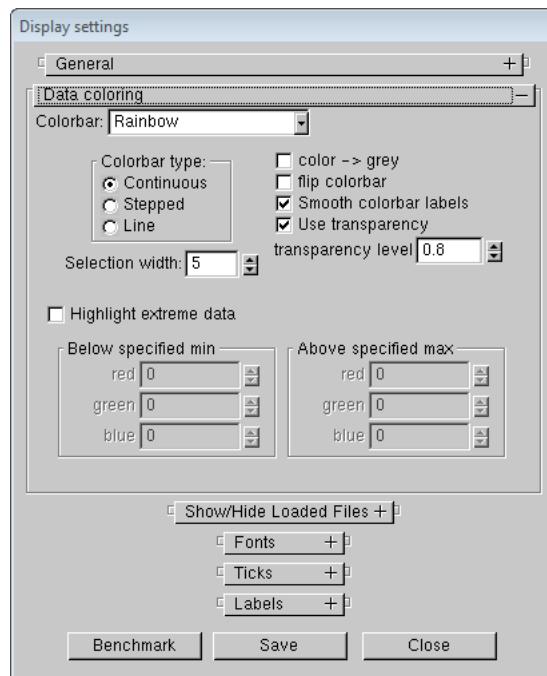 Display settings
General +
Data coloring −
Colorbar: Rainbow
Colorbar type:
Continuous
Stepped
Line
color -> grey
flip colorbar
Smooth colorbar labels
Use transparency
Selection width: 5
transparency level 0.8
Highlight extreme data
Below specified min
red 0
green 0
blue 0
Above specified max
red 0
green 0
blue 0
Show/Hide Loaded Files +
Fonts +
Ticks +
Labels +
Benchmark Save Close